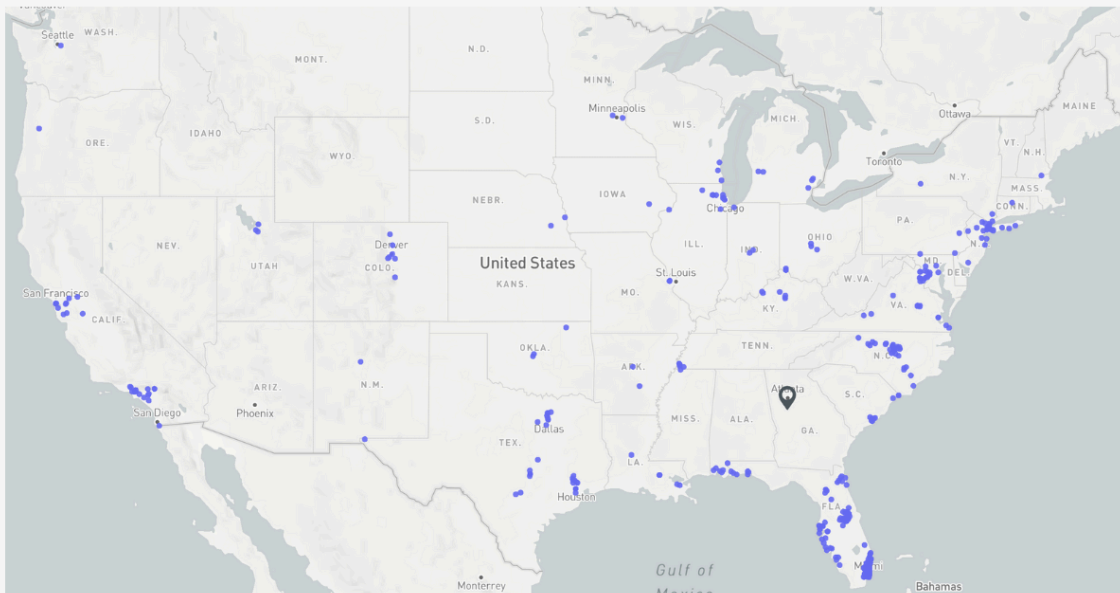 Seattle
WASH.
MONT.
N.D.
MINN.
Minneapolis
Ottawa
MAINE
ORE.
IDAHO
S.D.
WIS.
MICH.
Toronto
VT.
N.H.
WYO.
N.Y.
MASS.
CONN.
NEBR.
IOWA
Chicago
PA.
NEV.
UTAH
Denver
COLO.
United States
KANS.
ILL.
IND.
OHIO
N.
MD.
DEL.
San Francisco
CALIF.
St. Louis
MO.
W.VA.
VA.
KY.
OKLA.
TENN.
N.C.
ARIZ.
N.M.
ARK.
Atlanta
S.C.
San Diego
Phoenix
Dallas
TEX.
MISS.
ALA.
GA.
LA.
Houston
FLA.
Miami
Gulf of
Mexico
Monterrey
Bahamas